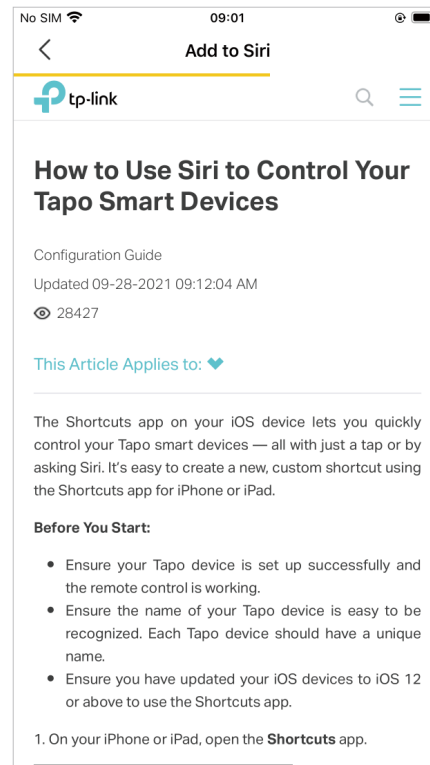 No SIM 09:01
Add to Siri
tp-link
How to Use Siri to Control Your
Tapo Smart Devices
Configuration Guide
Updated 09-28-2021 09:12:04 AM
28427
This Article Applies to:
The Shortcuts app on your iOS device lets you quickly
control your Tapo smart devices — all with just a tap or by
asking Siri. It's easy to create a new, custom shortcut using
the Shortcuts app for iPhone or iPad.
Before You Start:
• Ensure your Tapo device is set up successfully and
the remote control is working.
• Ensure the name of your Tapo device is easy to be
recognized. Each Tapo device should have a unique
name.
• Ensure you have updated your iOS devices to iOS 12
or above to use the Shortcuts app.
1. On your iPhone or iPad, open the Shortcuts app.